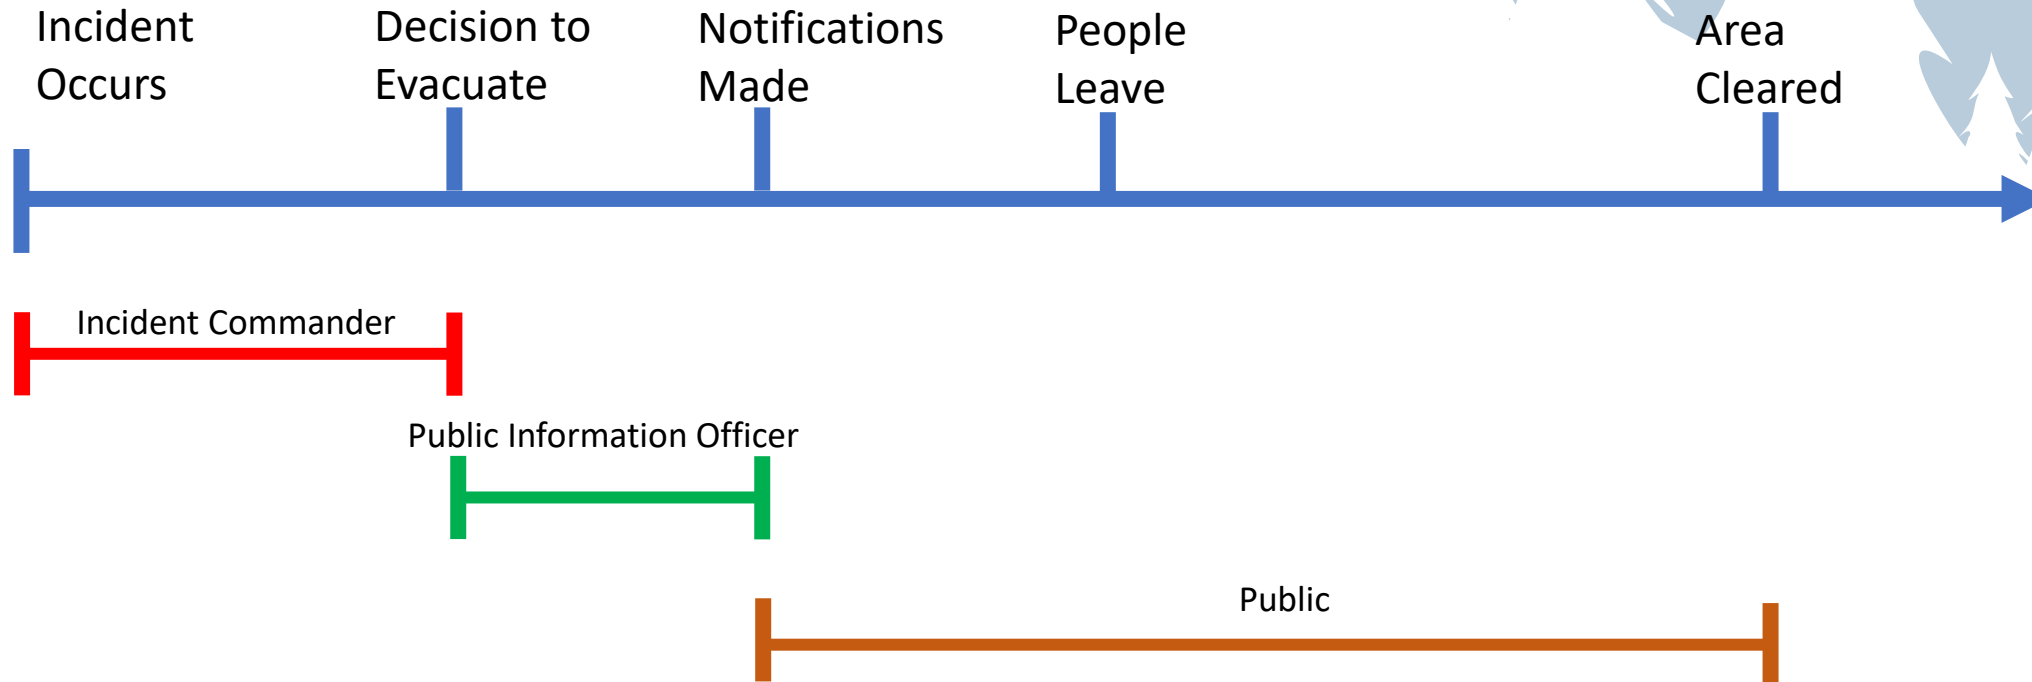 Incident
Occurs
Decision to
Evacuate
Notifications
Made
People
Leave
Area
Cleared
Incident Commander
Public Information Officer
Public